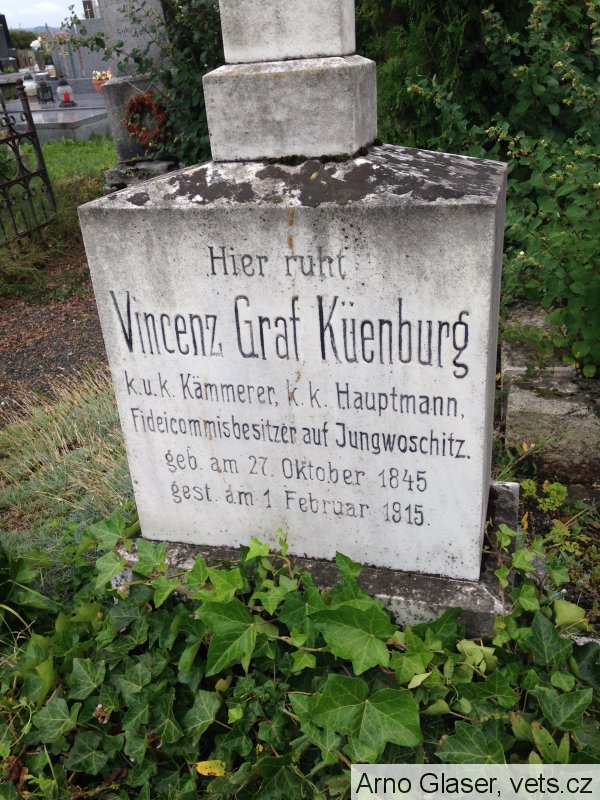 Hier ruht
Vincenz Graf Küenburg
k.u.k. Kämmerer, k.k. Hauptmann,
Fideicommisbesitzer auf Jungwoschitz.
geb. am 27. Oktober 1845
gest. am 1 Februar 1915.
Arno Glaser, vets.cz